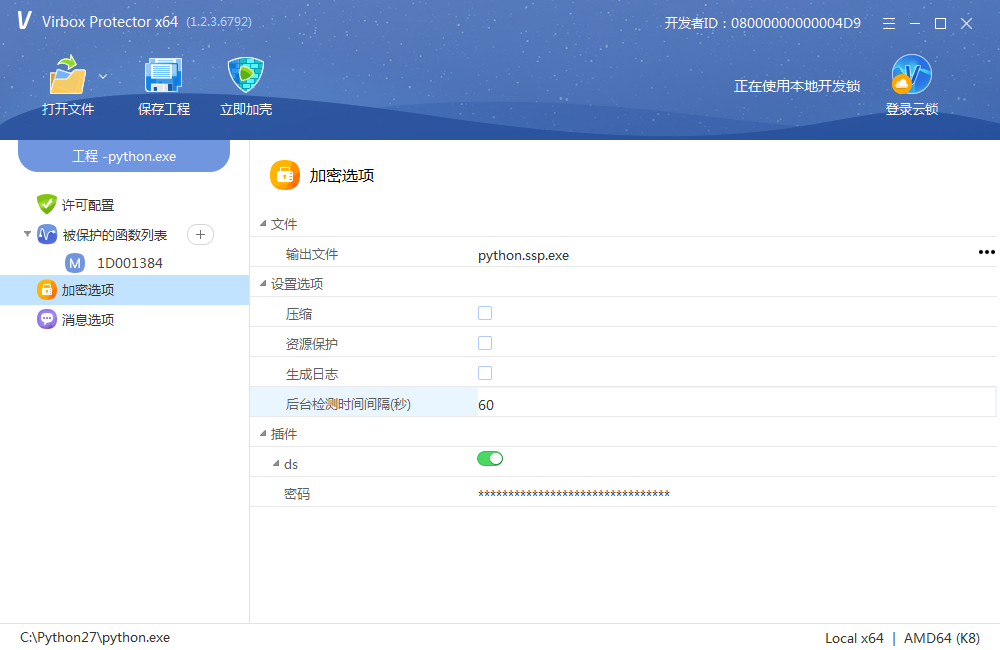 Virbox Protector x64 (1.2.3.6792)
开发者ID：08000000000004D9
打开文件
保存工程
立即加壳
正在使用本地开发锁
登录云锁
工程 -python.exe
许可配置
被保护的函数列表
M 1D001384
加密选项
消息选项
加密选项
文件
输出文件 python.ssp.exe •••
设置选项
压缩
资源保护
生成日志
后台检测时间间隔(秒) 60
插件
ds
密码 ********************************
C:\Python27\python.exe
Local x64 | AMD64 (K8)